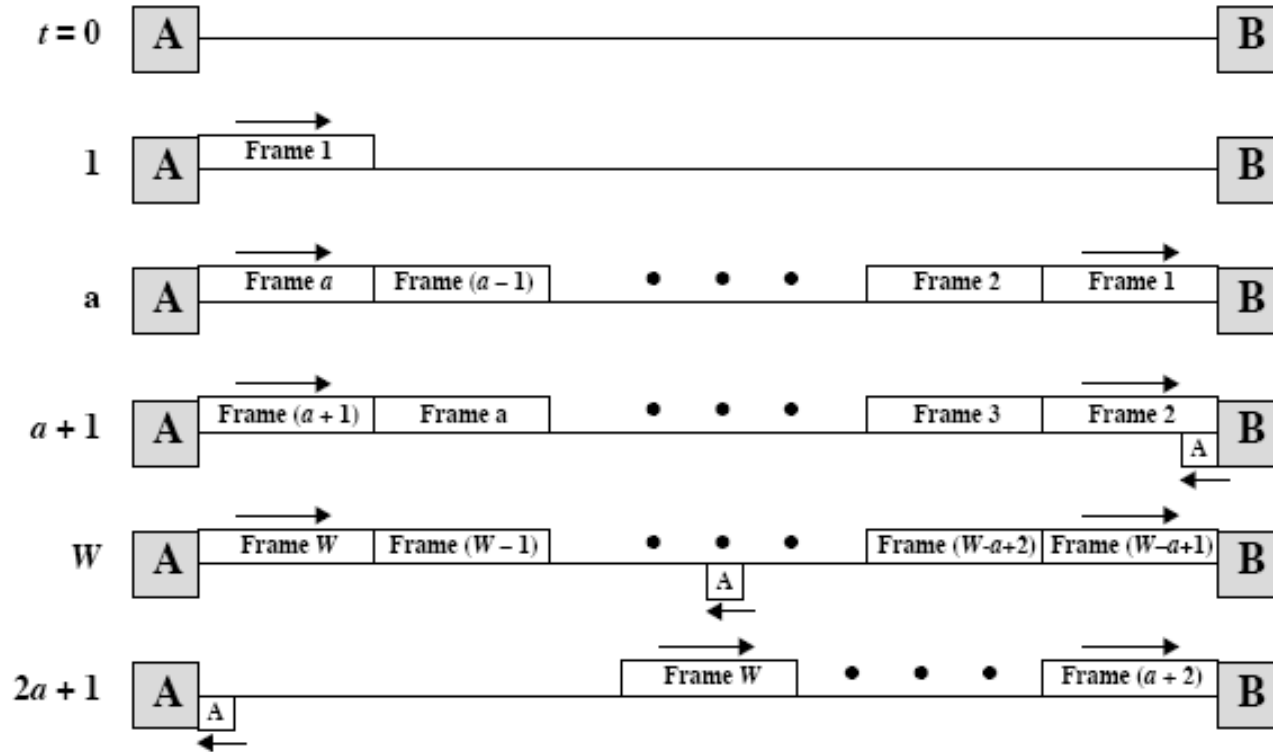 t = 0 A B
1 A Frame 1 B
a A Frame a Frame (a – 1) • • • Frame 2 Frame 1 B
a + 1 A Frame (a + 1) Frame a • • • Frame 3 Frame 2 B
A
W A Frame W Frame (W – 1) • • • Frame (W-a+2) Frame (W–a+1) B
A
2a + 1 A Frame W • • • Frame (a + 2) B
A